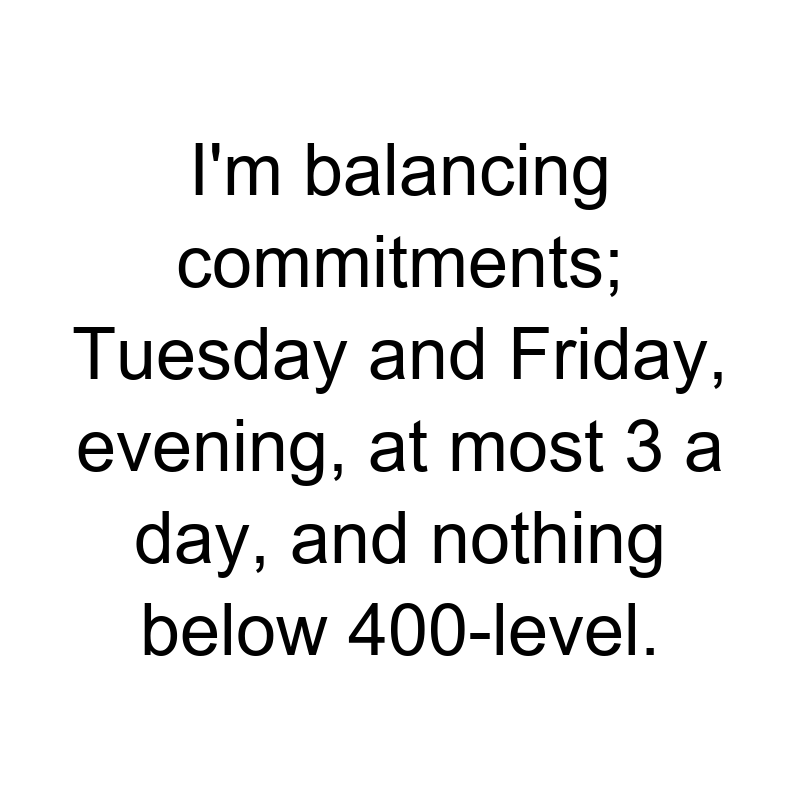 I'm balancing
commitments;
Tuesday and Friday,
evening, at most 3 a
day, and nothing
below 400-level.